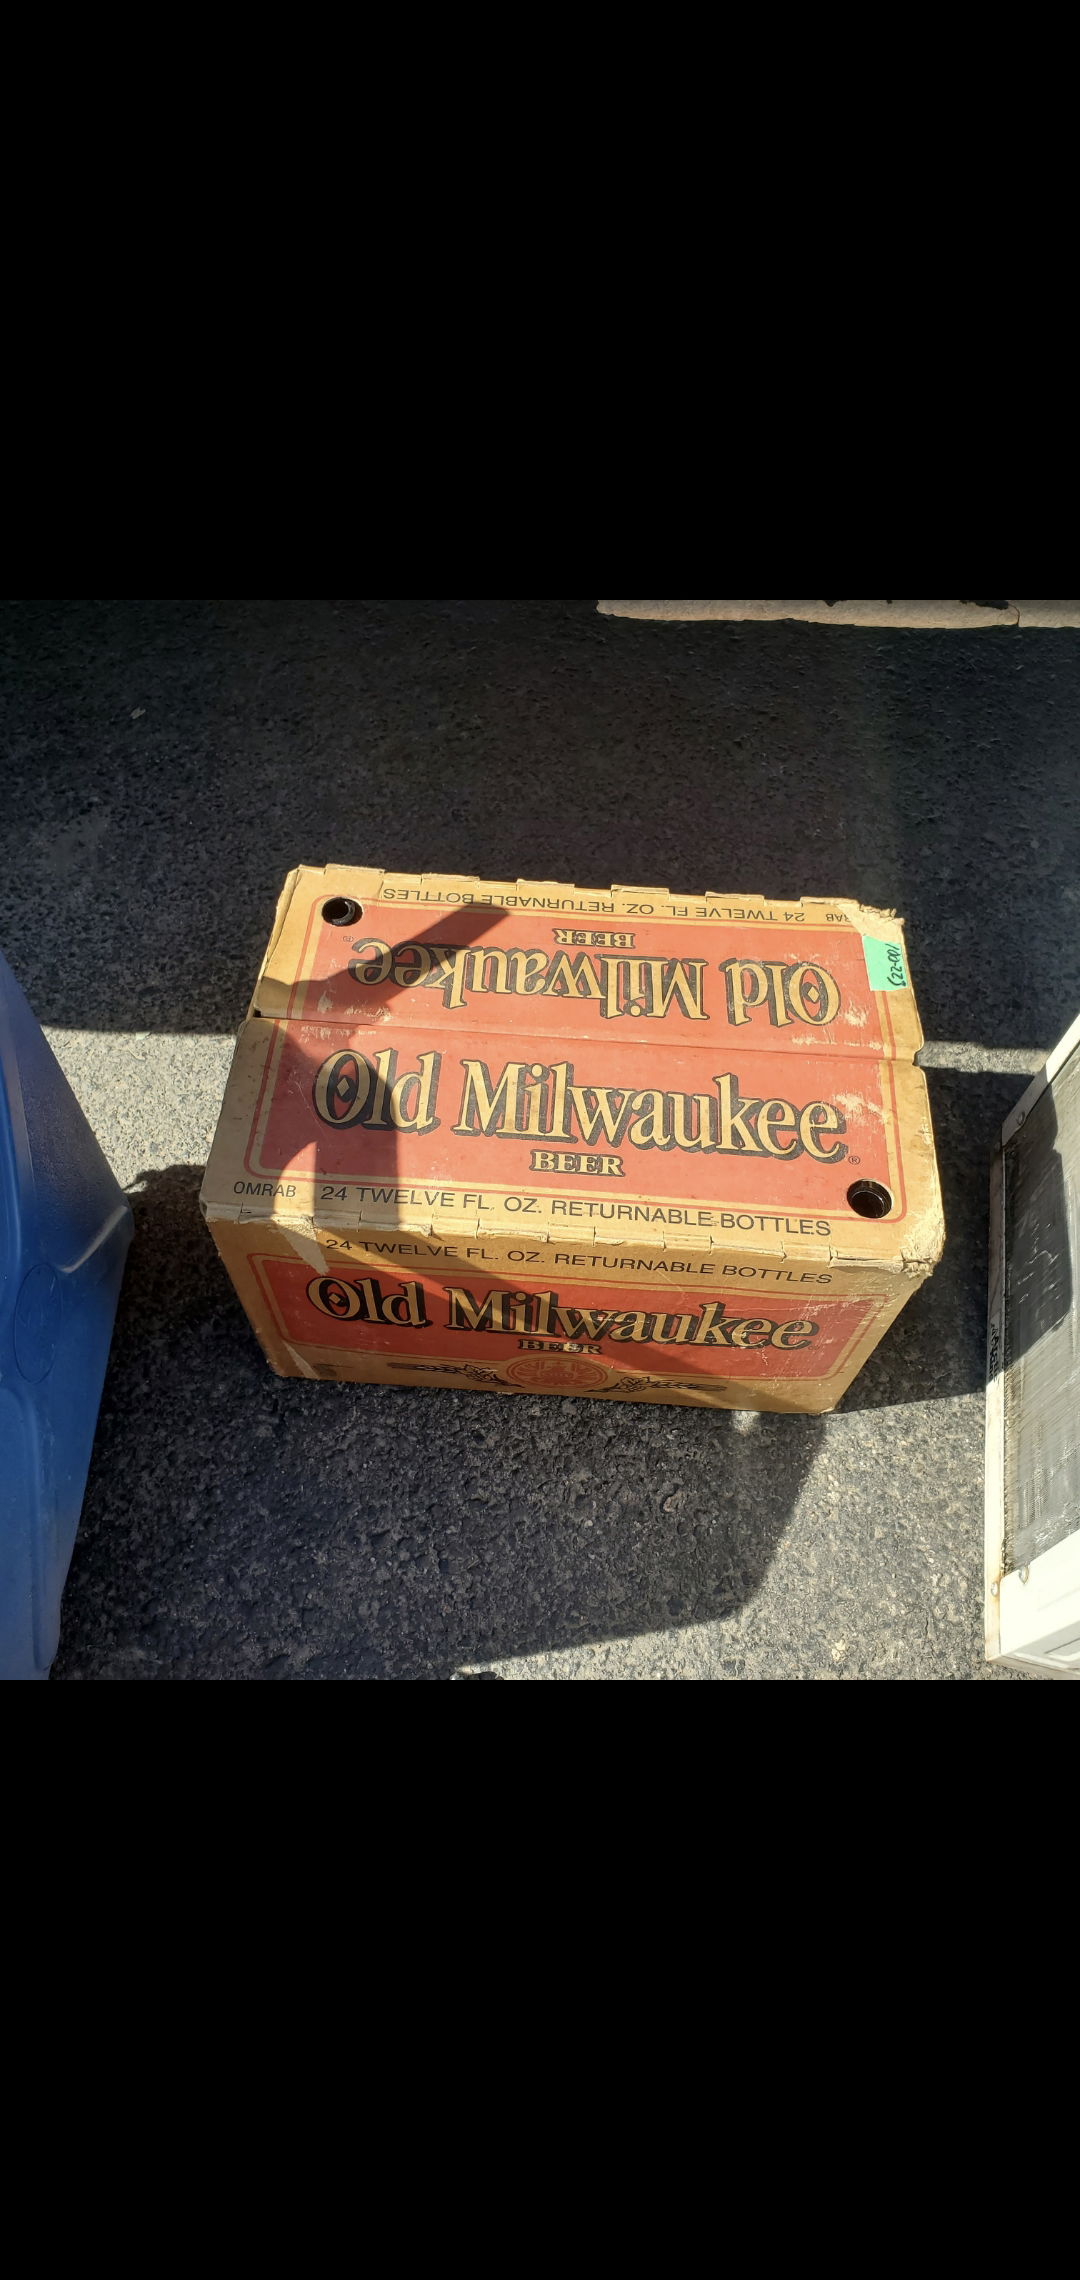 24 TWELVE FL. OZ. RETURNABLE BOTTLES
BEER
Old Milwaukee
®
Old Milwaukee
BEER
®
OMRAB 24 TWELVE FL. OZ. RETURNABLE BOTTLES
24 TWELVE FL. OZ. RETURNABLE BOTTLES
Old Milwaukee
BEER